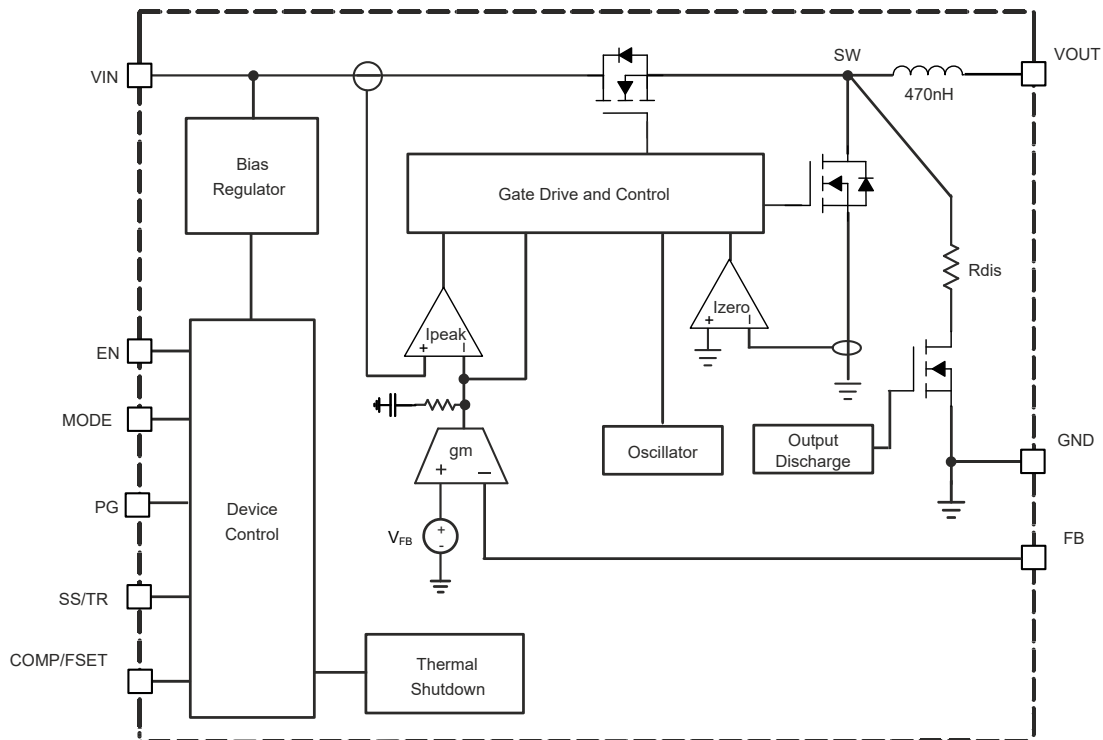 SW
VOUT
VIN
470nH
Bias
Regulator
Gate Drive and Control
Rdis
Izero
+
−
Ipeak
+
−
EN
MODE
gm
+
−
Oscillator
Output
Discharge
GND
PG
Device
Control
VFB
+
-
FB
SS/TR
COMP/FSET
Thermal
Shutdown